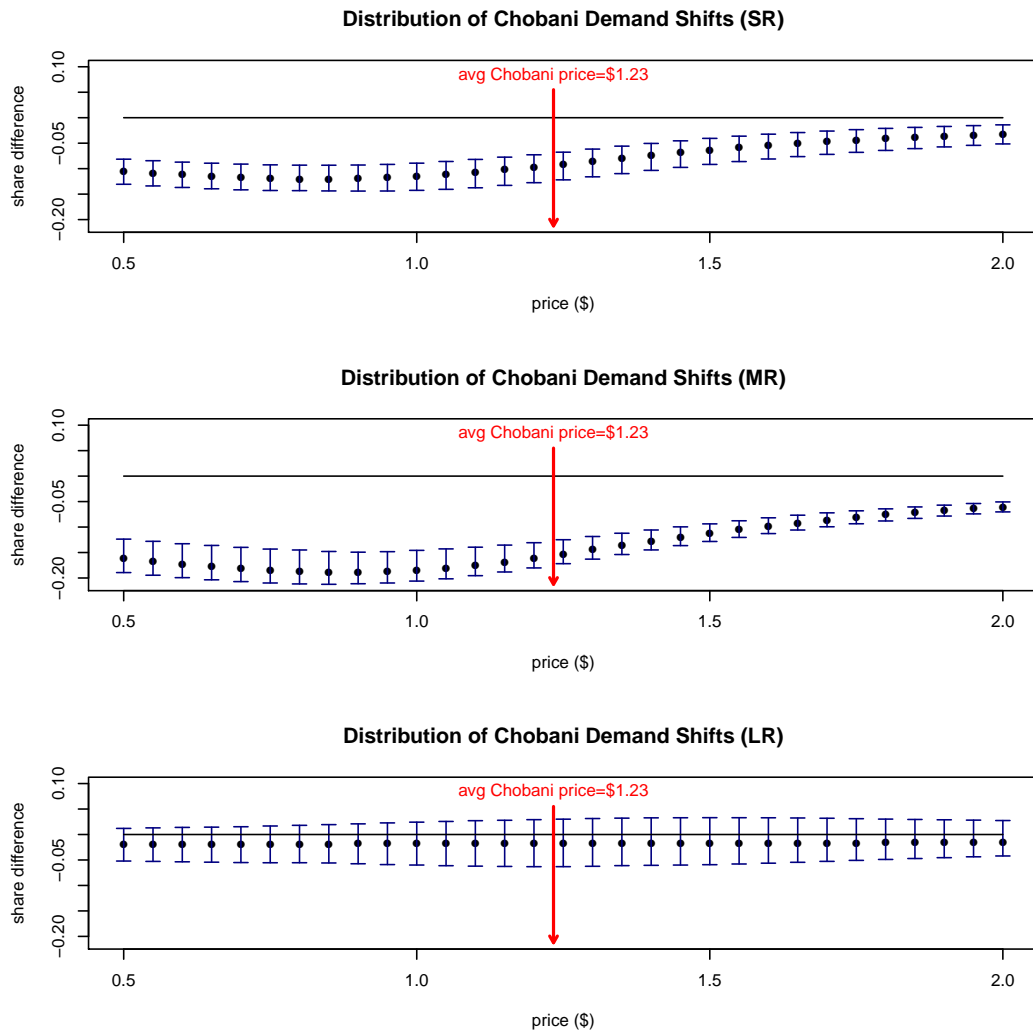 Distribution of Chobani Demand Shifts (SR)
avg Chobani price=$1.23
share difference
0.10
−0.05
−0.20
0.5 1.0 1.5 2.0
price ($)
Distribution of Chobani Demand Shifts (MR)
avg Chobani price=$1.23
share difference
0.10
−0.05
−0.20
0.5 1.0 1.5 2.0
price ($)
Distribution of Chobani Demand Shifts (LR)
avg Chobani price=$1.23
share difference
0.10
−0.05
−0.20
0.5 1.0 1.5 2.0
price ($)